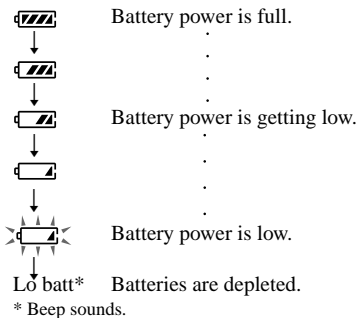 Battery power is full.
Battery power is getting low.
Battery power is low.
Lo batt* Batteries are depleted.
* Beep sounds.